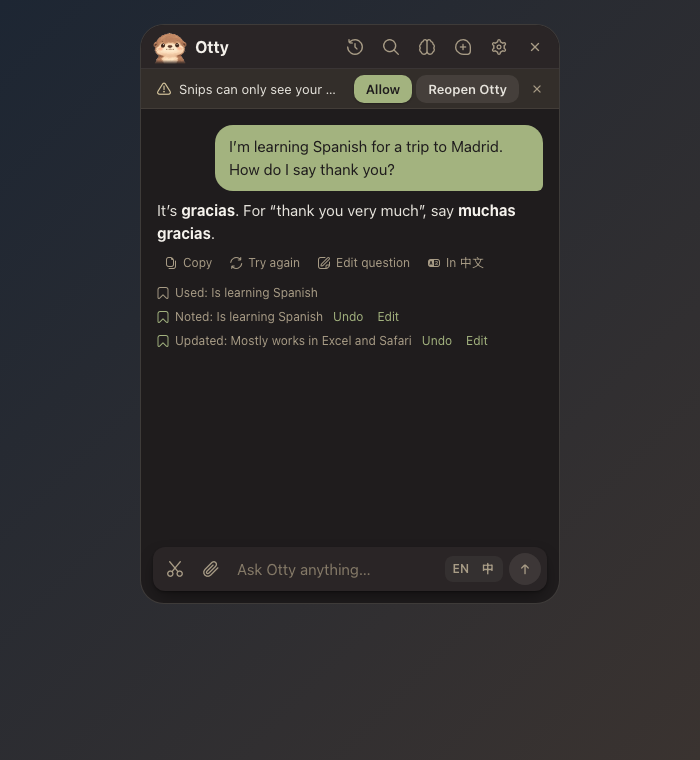 Otty
Snips can only see your ...
Allow
Reopen Otty
I'm learning Spanish for a trip to Madrid.
How do I say thank you?
It's gracias. For “thank you very much”, say muchas
gracias.
Copy Try again Edit question In 中文
Used: Is learning Spanish
Noted: Is learning Spanish Undo Edit
Updated: Mostly works in Excel and Safari Undo Edit
Ask Otty anything...
EN 中